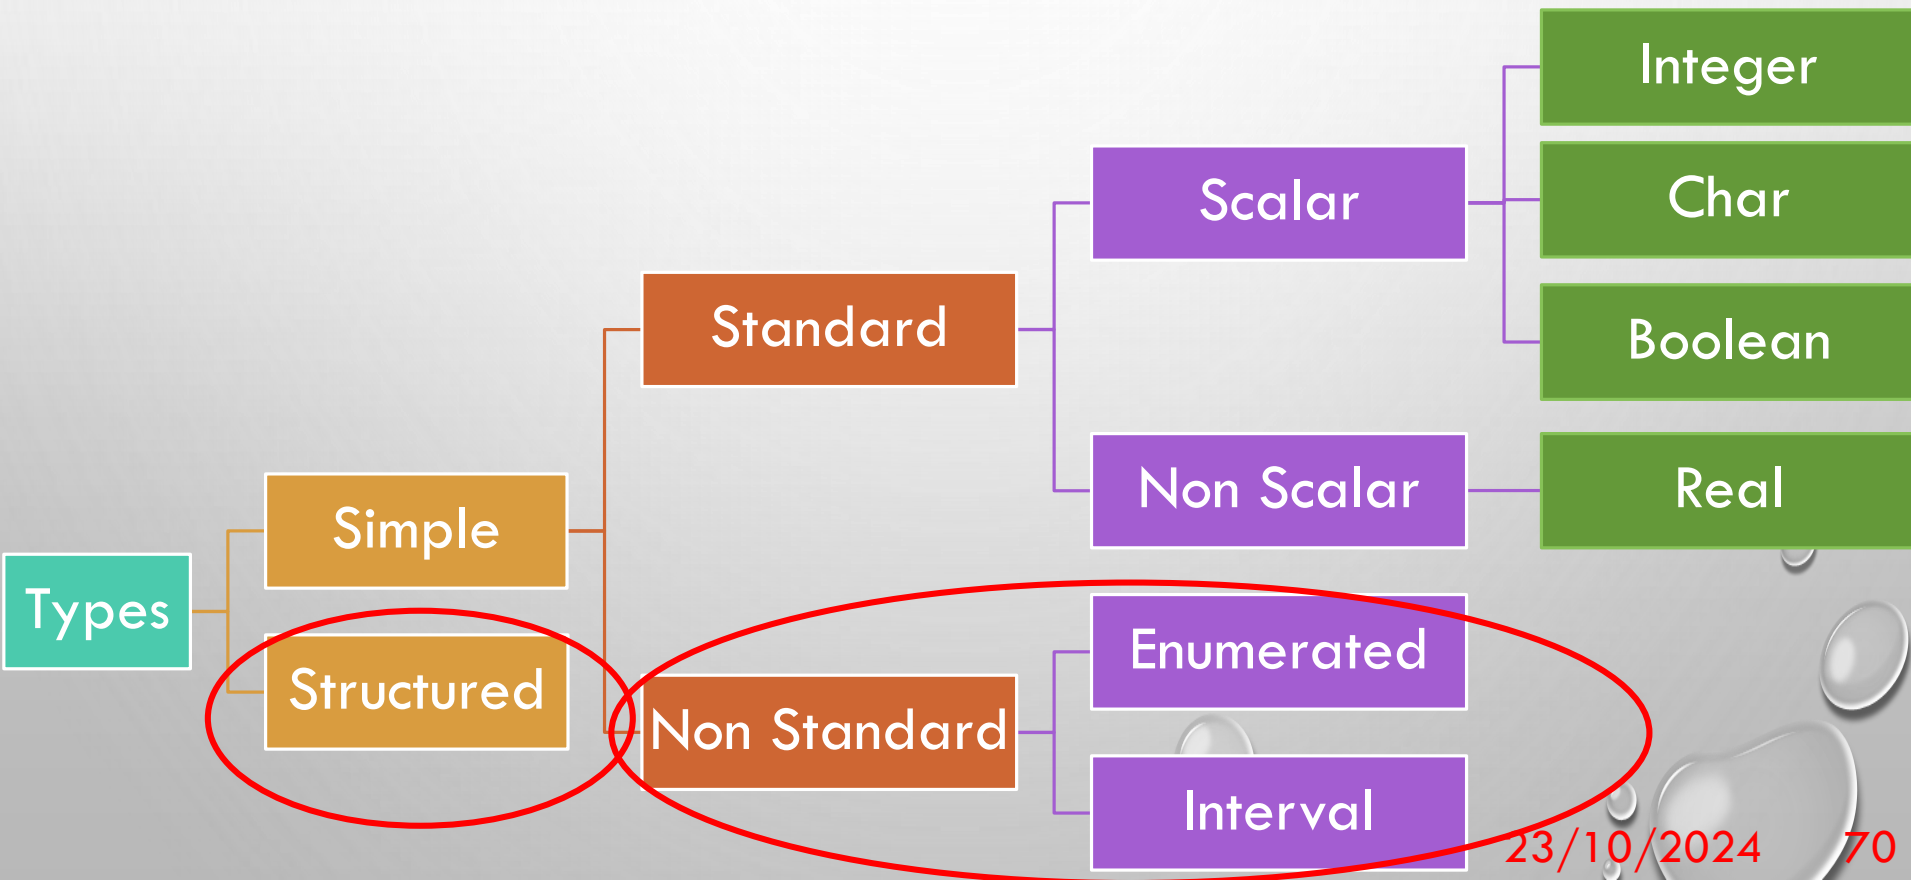 Integer
Scalar
Char
Standard
Boolean
Non Scalar
Real
Simple
Types
Enumerated
Structured
Non Standard
Interval
23/10/2024 70